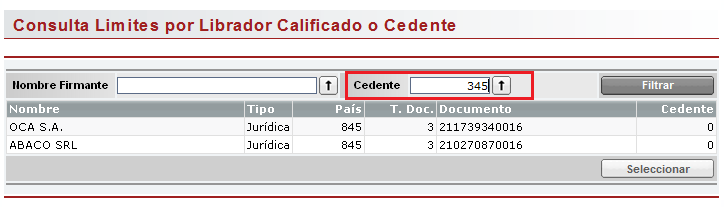 Consulta Limites por Librador Calificado o Cedente
Nombre Firmante ↑ Cedente 345 ↑ Filtrar
Nombre Tipo País T. Doc. Documento Cedente
OCA S.A. Jurídica 845 3 211739340016 0
ABACO SRL Jurídica 845 3 210270870016 0
Seleccionar